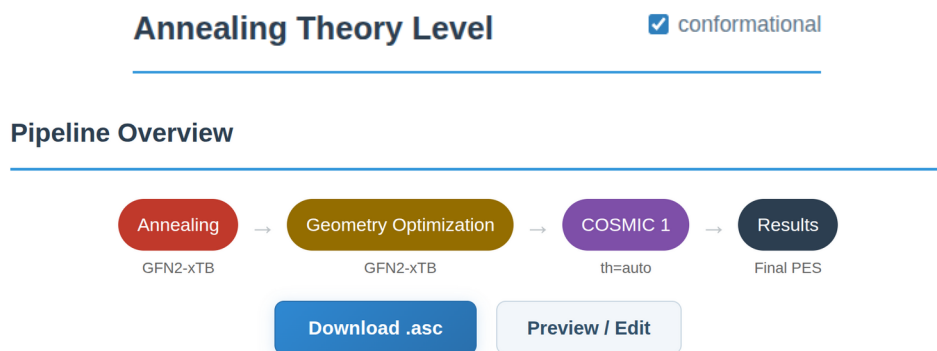 Annealing Theory Level
conformational
Pipeline Overview
Annealing → Geometry Optimization → COSMIC 1 → Results
GFN2-xTB GFN2-xTB th=auto Final PES
Download .asc Preview / Edit